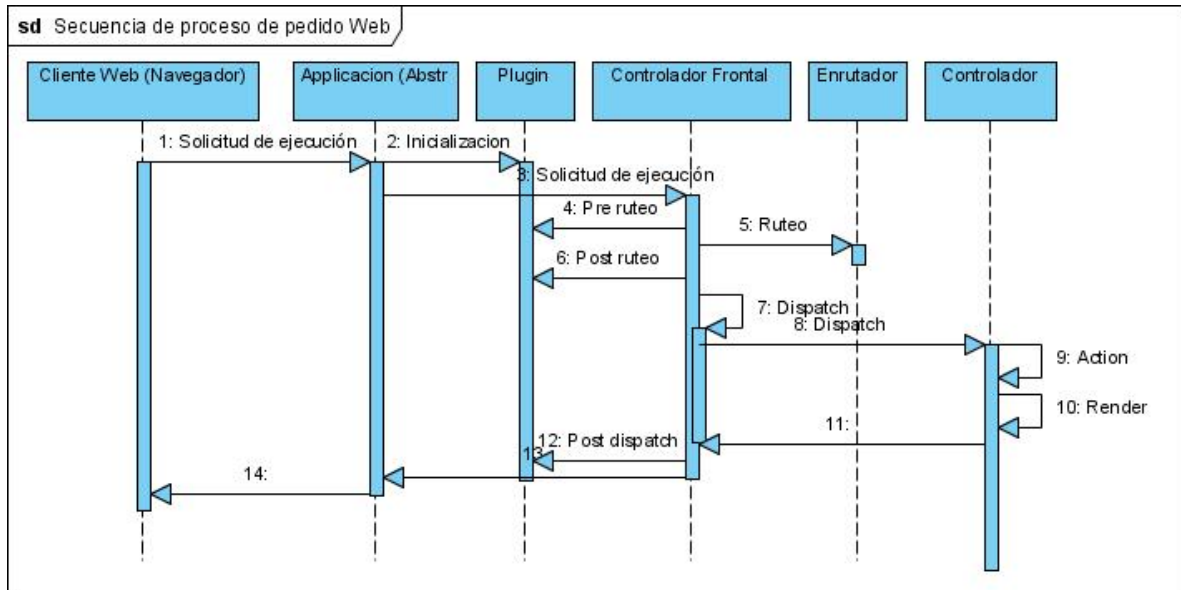 sd Secuencia de proceso de pedido Web
Cliente Web (Navegador)
Applicacion (Abstr
Plugin
Controlador Frontal
Enrutador
Controlador
1: Solicitud de ejecución
2: Inicializacion
3: Solicitud de ejecución
4: Pre ruteo
5: Ruteo
6: Post ruteo
7: Dispatch
8: Dispatch
9: Action
10: Render
11:
12: Post dispatch
13
14: